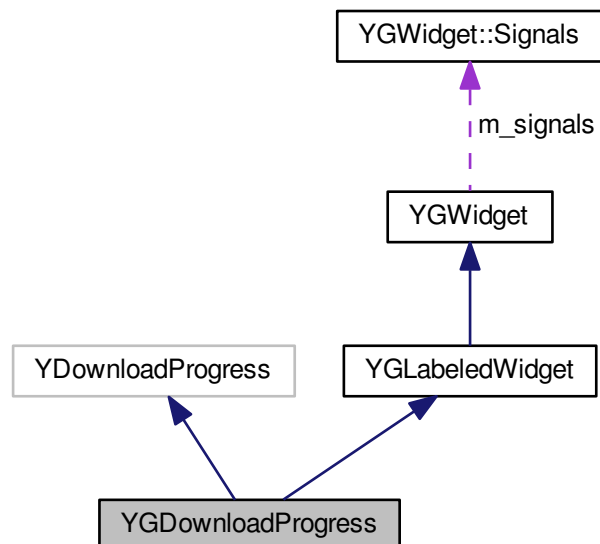 YGWidget::Signals
m_signals
YGWidget
YDownloadProgress
YGLabeledWidget
YGDownloadProgress